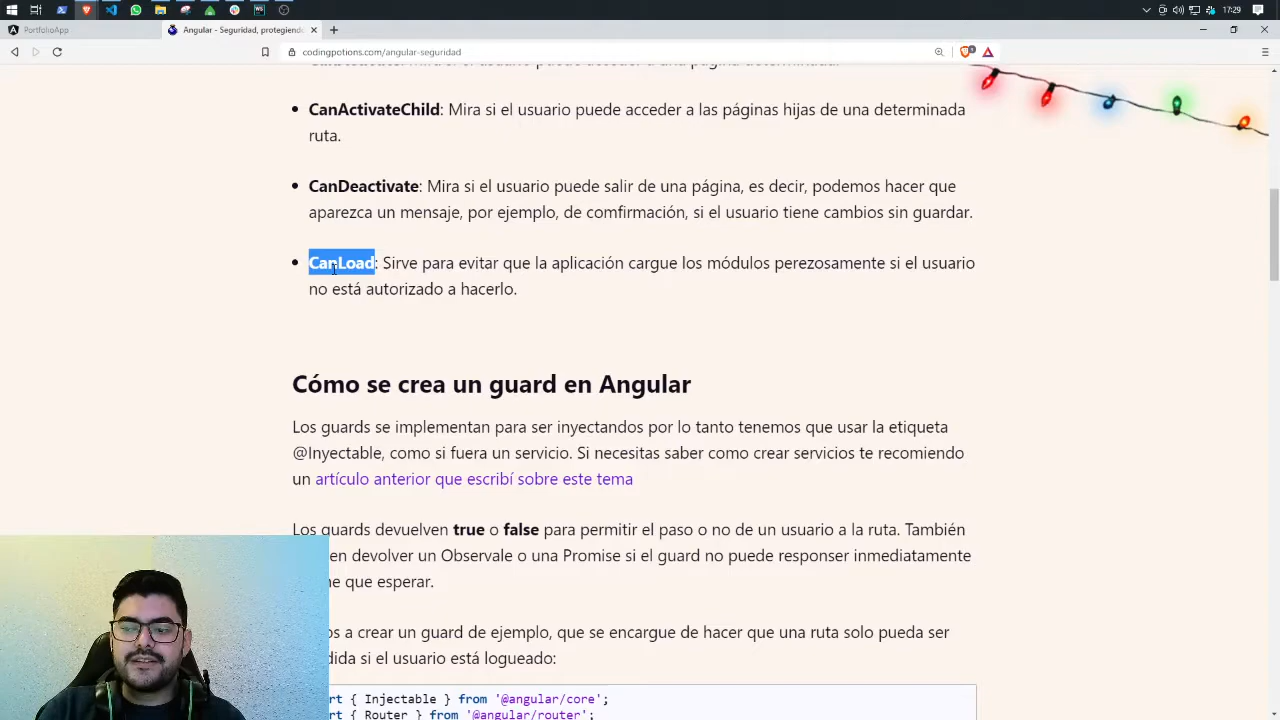 17:29
PortfolioApp
Angular - Seguridad, protegiendo
codingpotions.com/angular-seguridad
CanActivateChild: Mira si el usuario puede acceder a las páginas hijas de una determinada
ruta.
CanDeactivate: Mira si el usuario puede salir de una página, es decir, podemos hacer que
aparezca un mensaje, por ejemplo, de comfirmación, si el usuario tiene cambios sin guardar.
CanLoad: Sirve para evitar que la aplicación cargue los módulos perezosamente si el usuario
no está autorizado a hacerlo.
Cómo se crea un guard en Angular
Los guards se implementan para ser inyectandos por lo tanto tenemos que usar la etiqueta
@Inyectable, como si fuera un servicio. Si necesitas saber como crear servicios te recomiendo
un artículo anterior que escribí sobre este tema
Los guards devuelven true o false para permitir el paso o no de un usuario a la ruta. También
en devolver un Observale o una Promise si el guard no puede responser inmediatamente
e que esperar.
os a crear un guard de ejemplo, que se encargue de hacer que una ruta solo pueda ser
dida si el usuario está logueado:
rt { Injectable } from '@angular/core';
rt { Router } from '@angular/router';